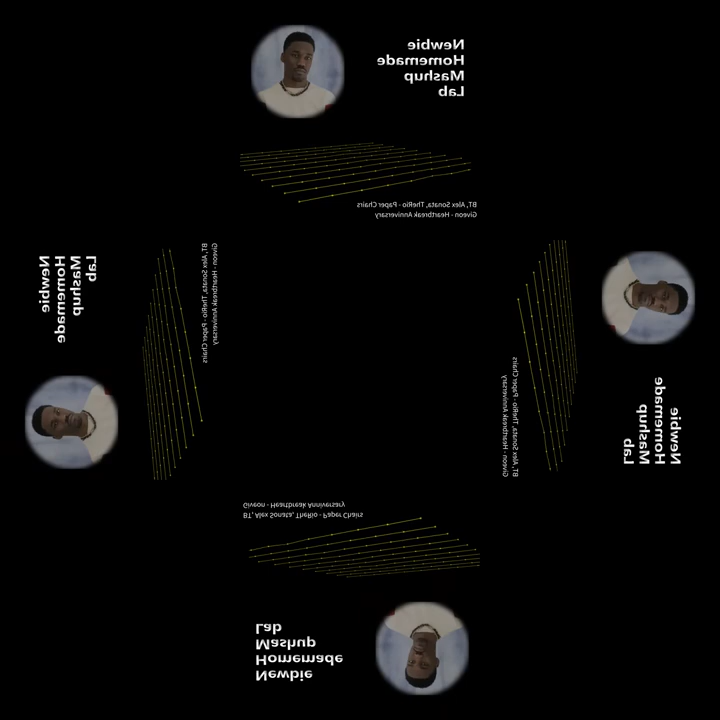 Newbie
Homemade
Mashup
Lab
BT, Alex Sonata, TheRio - Paper Chairs
Giveon - Heartbreak Anniversary
Newbie
Homemade
Mashup
Lab
BT, Alex Sonata, TheRio - Paper Chairs
Giveon - Heartbreak Anniversary
Giveon - Heartbreak Anniversary
BT, Alex Sonata, TheRio - Paper Chairs
Lab
Mashup
Homemade
Newbie
Giveon - Heartbreak Anniversary
BT, Alex Sonata, TheRio - Paper Chairs
Lab
Mashup
Homemade
Newbie